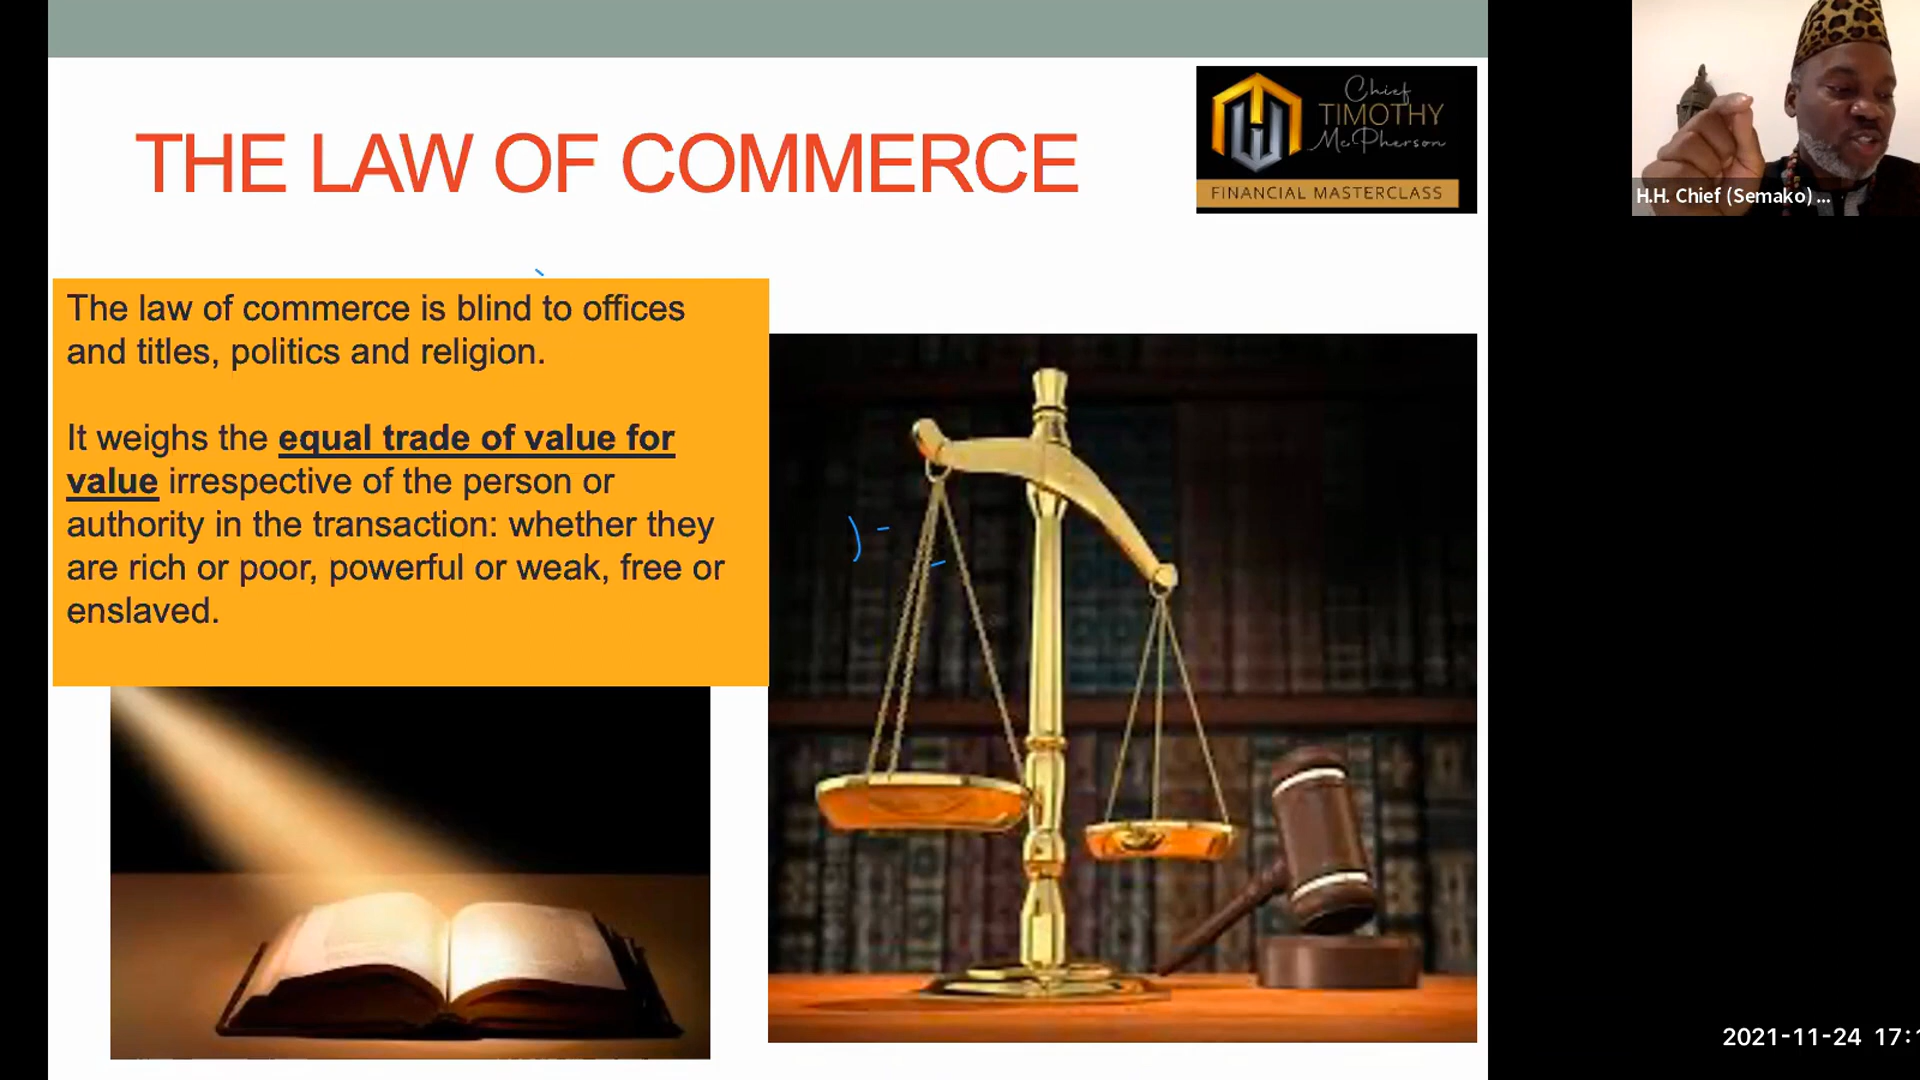 THE LAW OF COMMERCE
Chief
TIMOTHY
McPherson
FINANCIAL MASTERCLASS
H.H. Chief (Semako) ...
The law of commerce is blind to offices
and titles, politics and religion.
It weighs the equal trade of value for
value irrespective of the person or
authority in the transaction: whether they
are rich or poor, powerful or weak, free or
enslaved.
2021-11-24 17:1